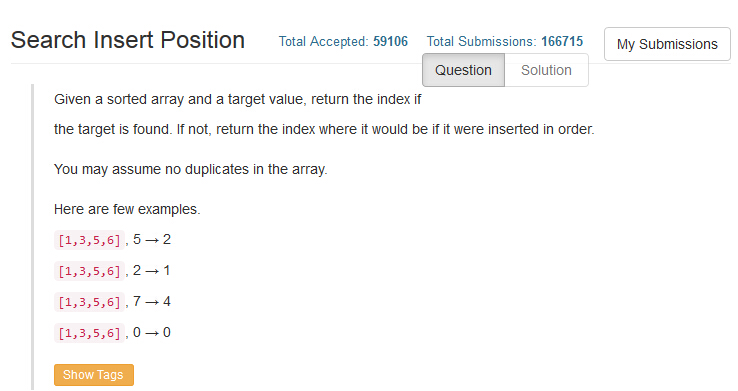 Search Insert Position Total Accepted: 59106 Total Submissions: 166715 My Submissions
Question Solution
Given a sorted array and a target value, return the index if
the target is found. If not, return the index where it would be if it were inserted in order.
You may assume no duplicates in the array.
Here are few examples.
[1,3,5,6] , 5 → 2
[1,3,5,6] , 2 → 1
[1,3,5,6] , 7 → 4
[1,3,5,6] , 0 → 0
Show Tags